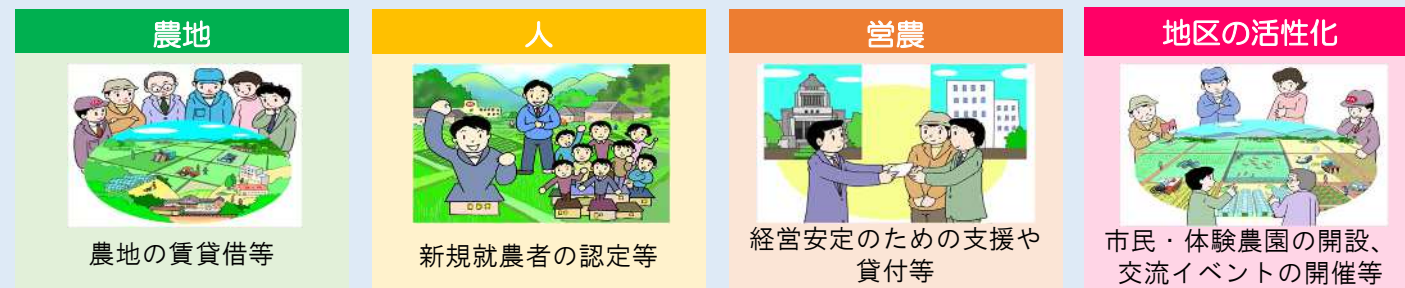 農地
農地の賃貸借等
人
新規就農者の認定等
営農
経営安定のための支援や
貸付等
地区の活性化
市民・体験農園の開設、
交流イベントの開催等